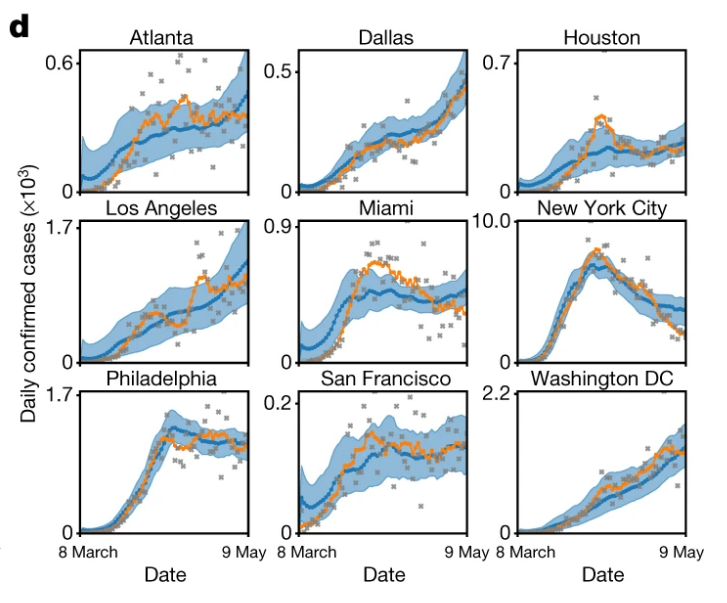 d
Atlanta Dallas Houston
0.6 0.5 0.7
0 0 0
Los Angeles Miami New York City
1.7 0.9 10.0
0 0 0
Philadelphia San Francisco Washington DC
1.7 0.2 2.2
0 0 0
8 March 9 May 8 March 9 May 8 March 9 May
Date Date Date
Daily confirmed cases (×10³)